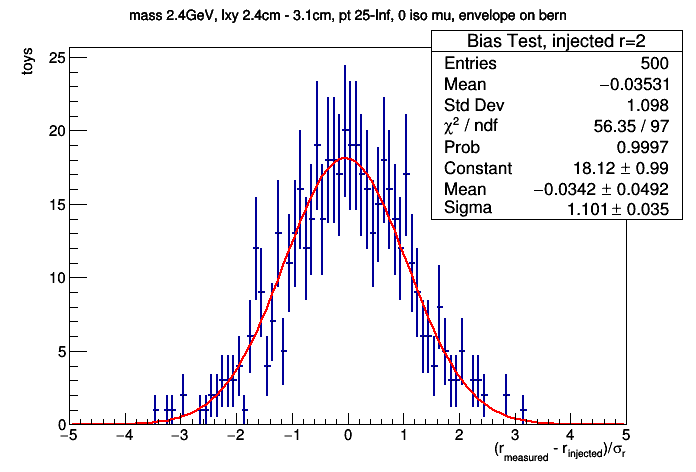 mass 2.4GeV, lxy 2.4cm - 3.1cm, pt 25-Inf, 0 iso mu, envelope on bern
Bias Test, injected r=2
Entries 500
Mean −0.03531
Std Dev 1.098
χ² / ndf 56.35 / 97
Prob 0.9997
Constant 18.12 ± 0.99
Mean −0.0342 ± 0.0492
Sigma 1.101 ± 0.035
toys
25
20
15
10
5
0
−5 −4 −3 −2 −1 0 1 2 3 4 5
(r_measured - r_injected)/σ_r